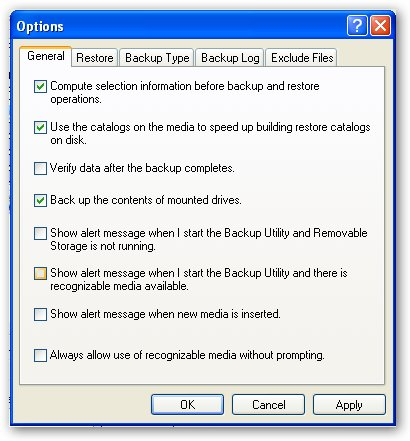 Options
General
Restore
Backup Type
Backup Log
Exclude Files
Compute selection information before backup and restore
operations.
Use the catalogs on the media to speed up building restore catalogs
on disk.
Verify data after the backup completes.
Back up the contents of mounted drives.
Show alert message when I start the Backup Utility and Removable
Storage is not running.
Show alert message when I start the Backup Utility and there is
recognizable media available.
Show alert message when new media is inserted.
Always allow use of recognizable media without prompting.
OK
Cancel
Apply